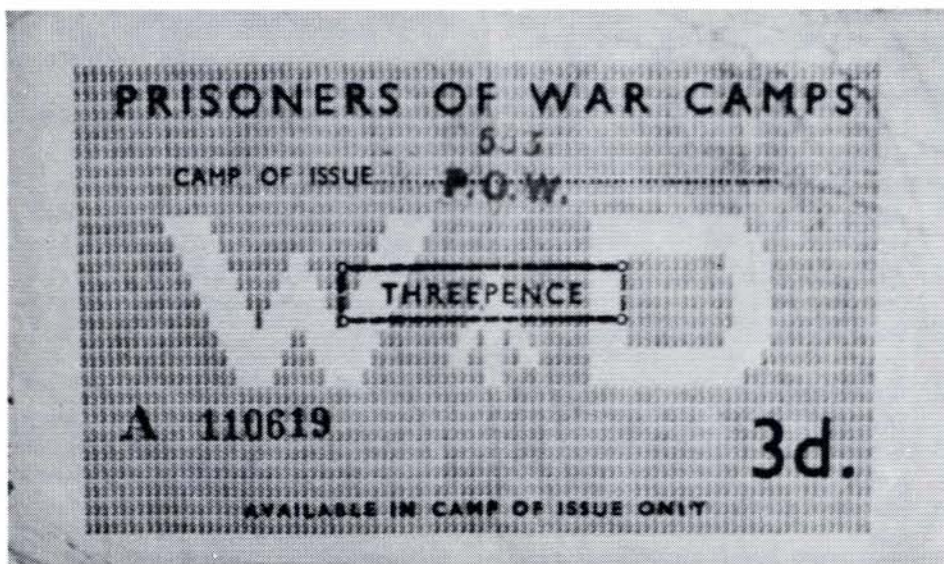 PRISONERS OF WAR CAMPS
CAMP OF ISSUE
P.O.W.
W D
THREEPENCE
A 110619
3d.
AVAILABLE IN CAMP OF ISSUE ONLY